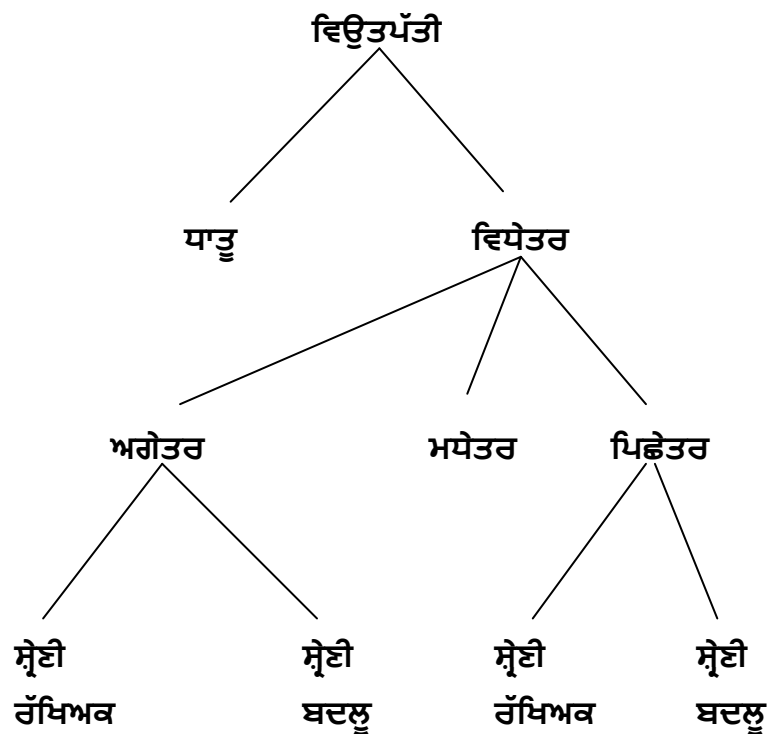 ਵਿਉਤਪੱਤੀ
ਧਾਤੂ ਵਿਧੇਤਰ
ਅਗੇਤਰ ਮਧੇਤਰ ਪਿਛੇਤਰ
ਸ਼੍ਰੇਣੀ ਸ਼੍ਰੇਣੀ ਸ਼੍ਰੇਣੀ ਸ਼੍ਰੇਣੀ
ਰੱਖਿਅਕ ਬਦਲੂ ਰੱਖਿਅਕ ਬਦਲੂ